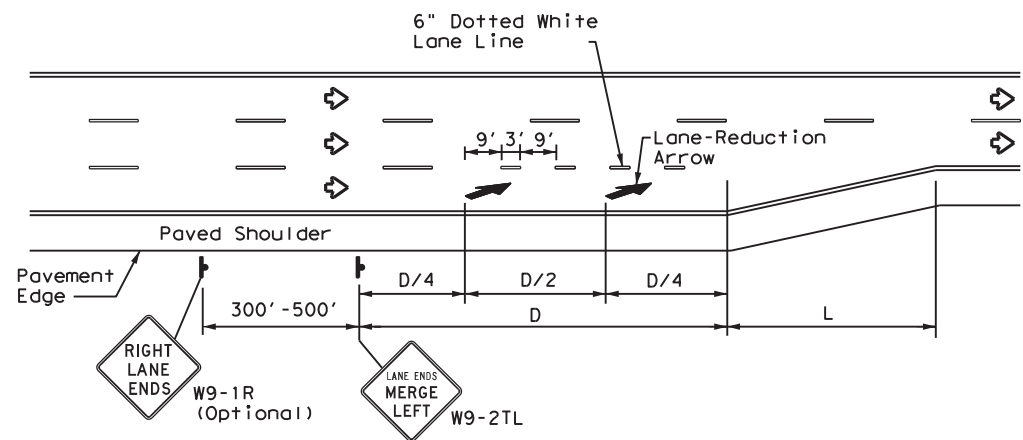 6" Dotted White
Lane Line
9' 3' 9'
Lane-Reduction
Arrow
Paved Shoulder
Pavement
Edge
D/4 D/2 D/4
300'-500'
D
L
RIGHT
LANE
ENDS
W9-1R
(Optional)
LANE ENDS
MERGE
LEFT
W9-2TL